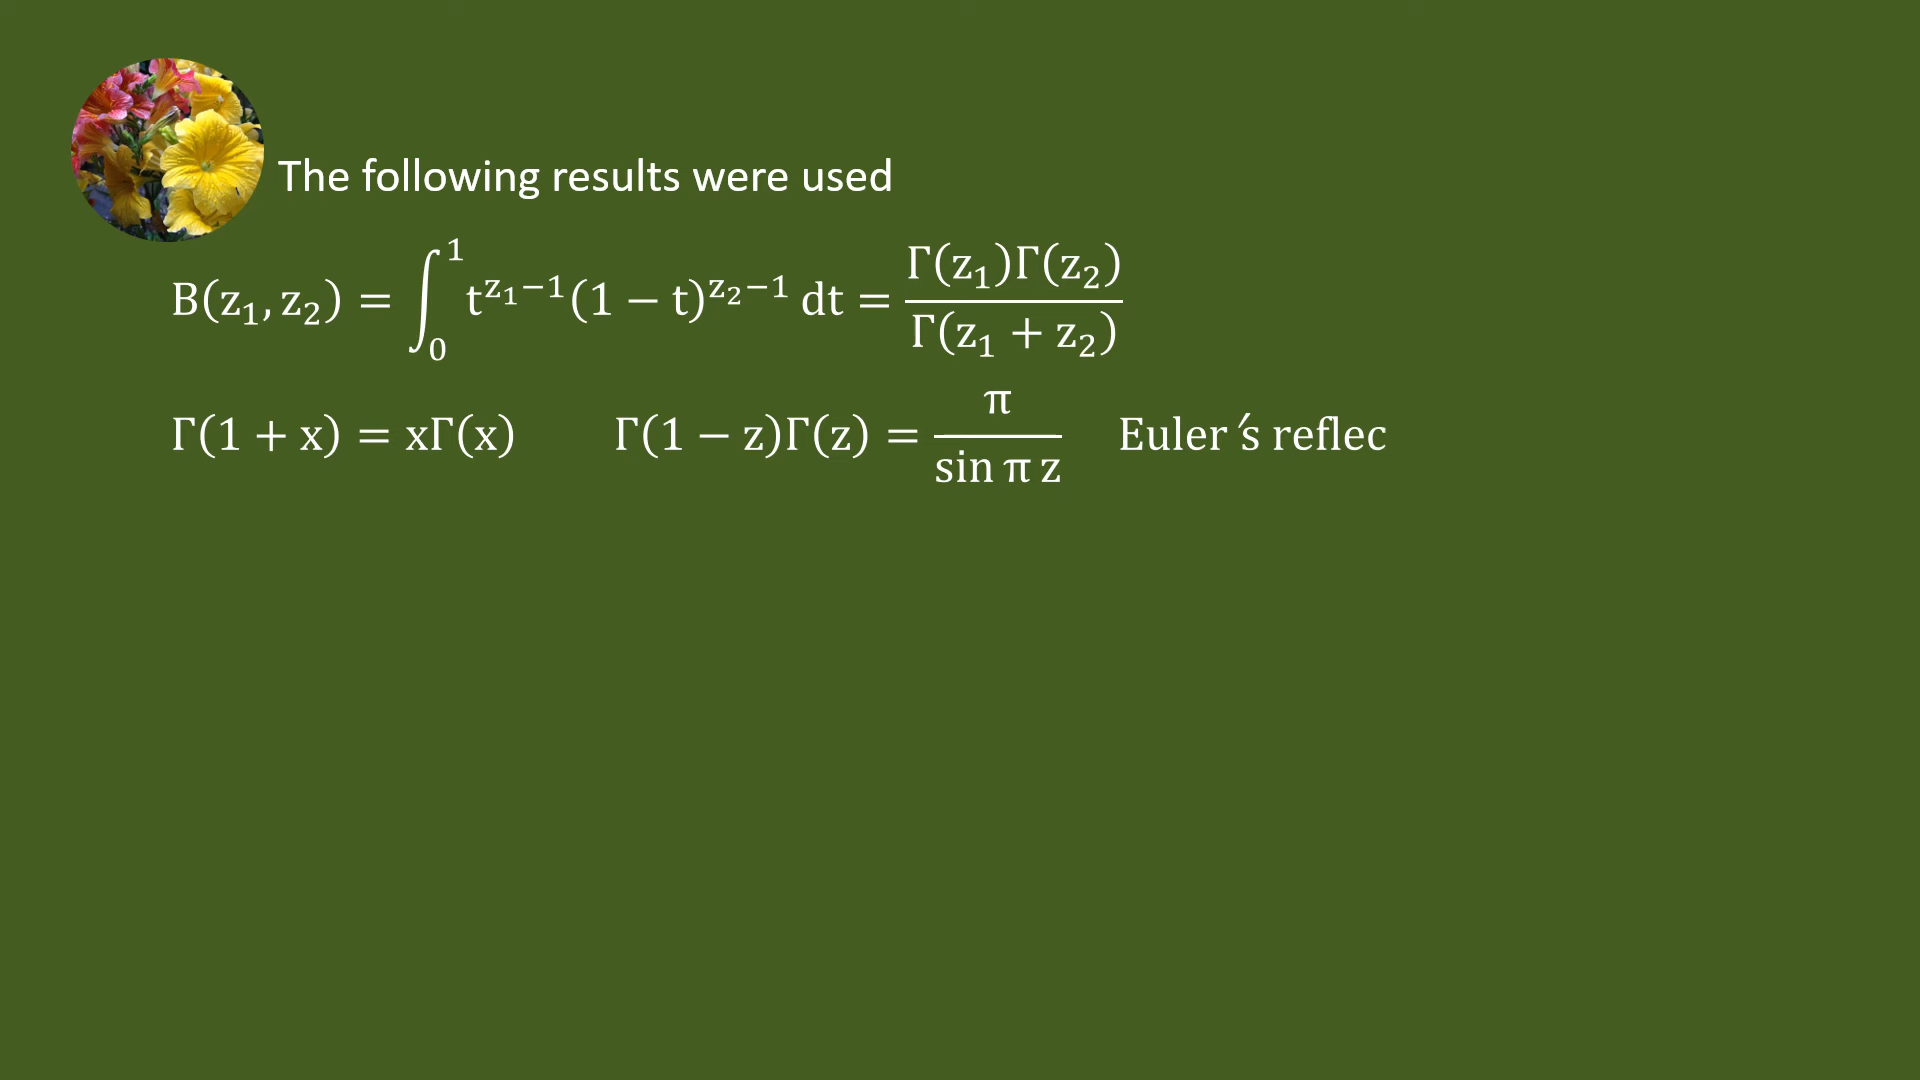 The following results were used
B(z₁, z₂) = ∫₀¹ t^(z₁−1) (1 − t)^(z₂−1) dt = Γ(z₁)Γ(z₂) / Γ(z₁ + z₂)
Γ(1 + x) = xΓ(x) Γ(1 − z)Γ(z) = π / sin π z Euler ′s reflec